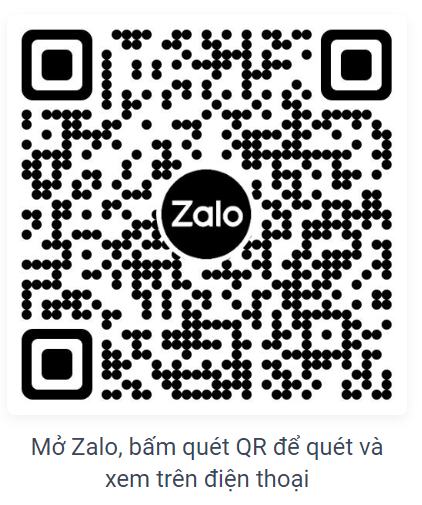 Zalo
Mở Zalo, bấm quét QR để quét và
xem trên điện thoại